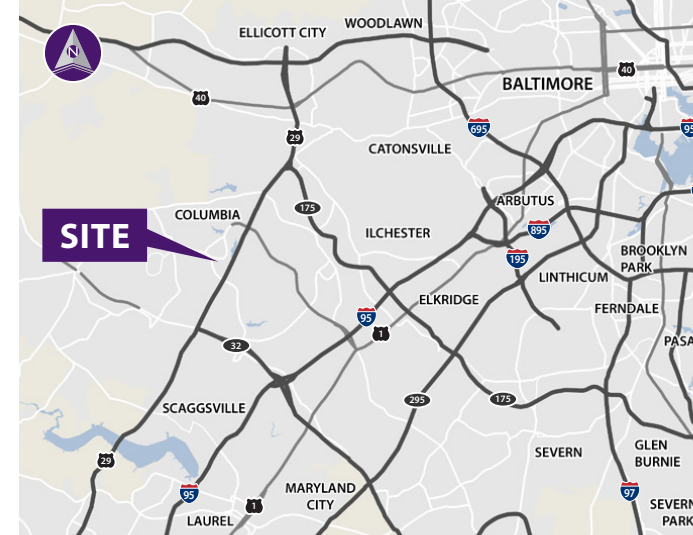 WOODLAWN
ELLICOTT CITY
N
40
BALTIMORE
40
695
95
29
CATONSVILLE
175
ARBUTUS
COLUMBIA
895
ILCHESTER
SITE
195
BROOKLYN
PARK
LINTHICUM
ELKRIDGE
FERNDALE
95
1
PASA
32
295
175
SCAGGSVILLE
GLEN
BURNIE
SEVERN
29
95
MARYLAND
CITY
97
1
SEVERN
PARK
LAUREL